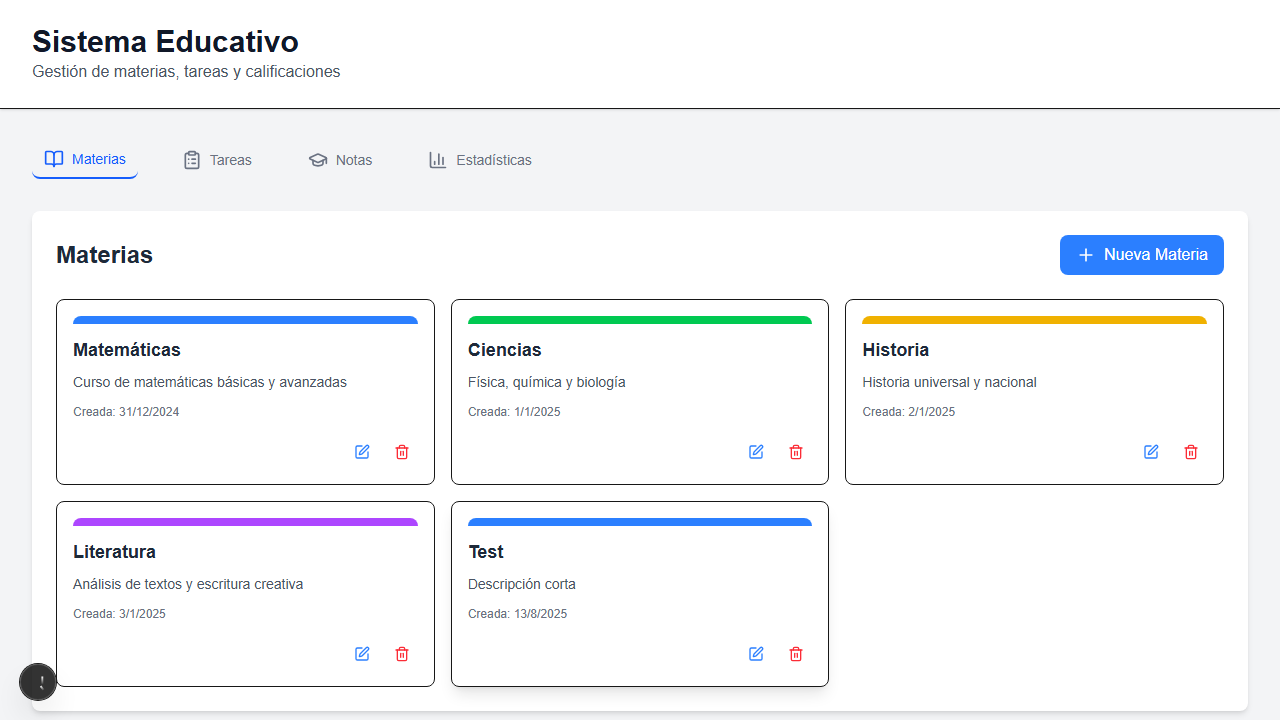 Sistema Educativo
Gestión de materias, tareas y calificaciones
Materias
Tareas
Notas
Estadísticas
Materias
Nueva Materia
Matemáticas
Curso de matemáticas básicas y avanzadas
Creada: 31/12/2024
Ciencias
Física, química y biología
Creada: 1/1/2025
Historia
Historia universal y nacional
Creada: 2/1/2025
Literatura
Análisis de textos y escritura creativa
Creada: 3/1/2025
Test
Descripción corta
Creada: 13/8/2025